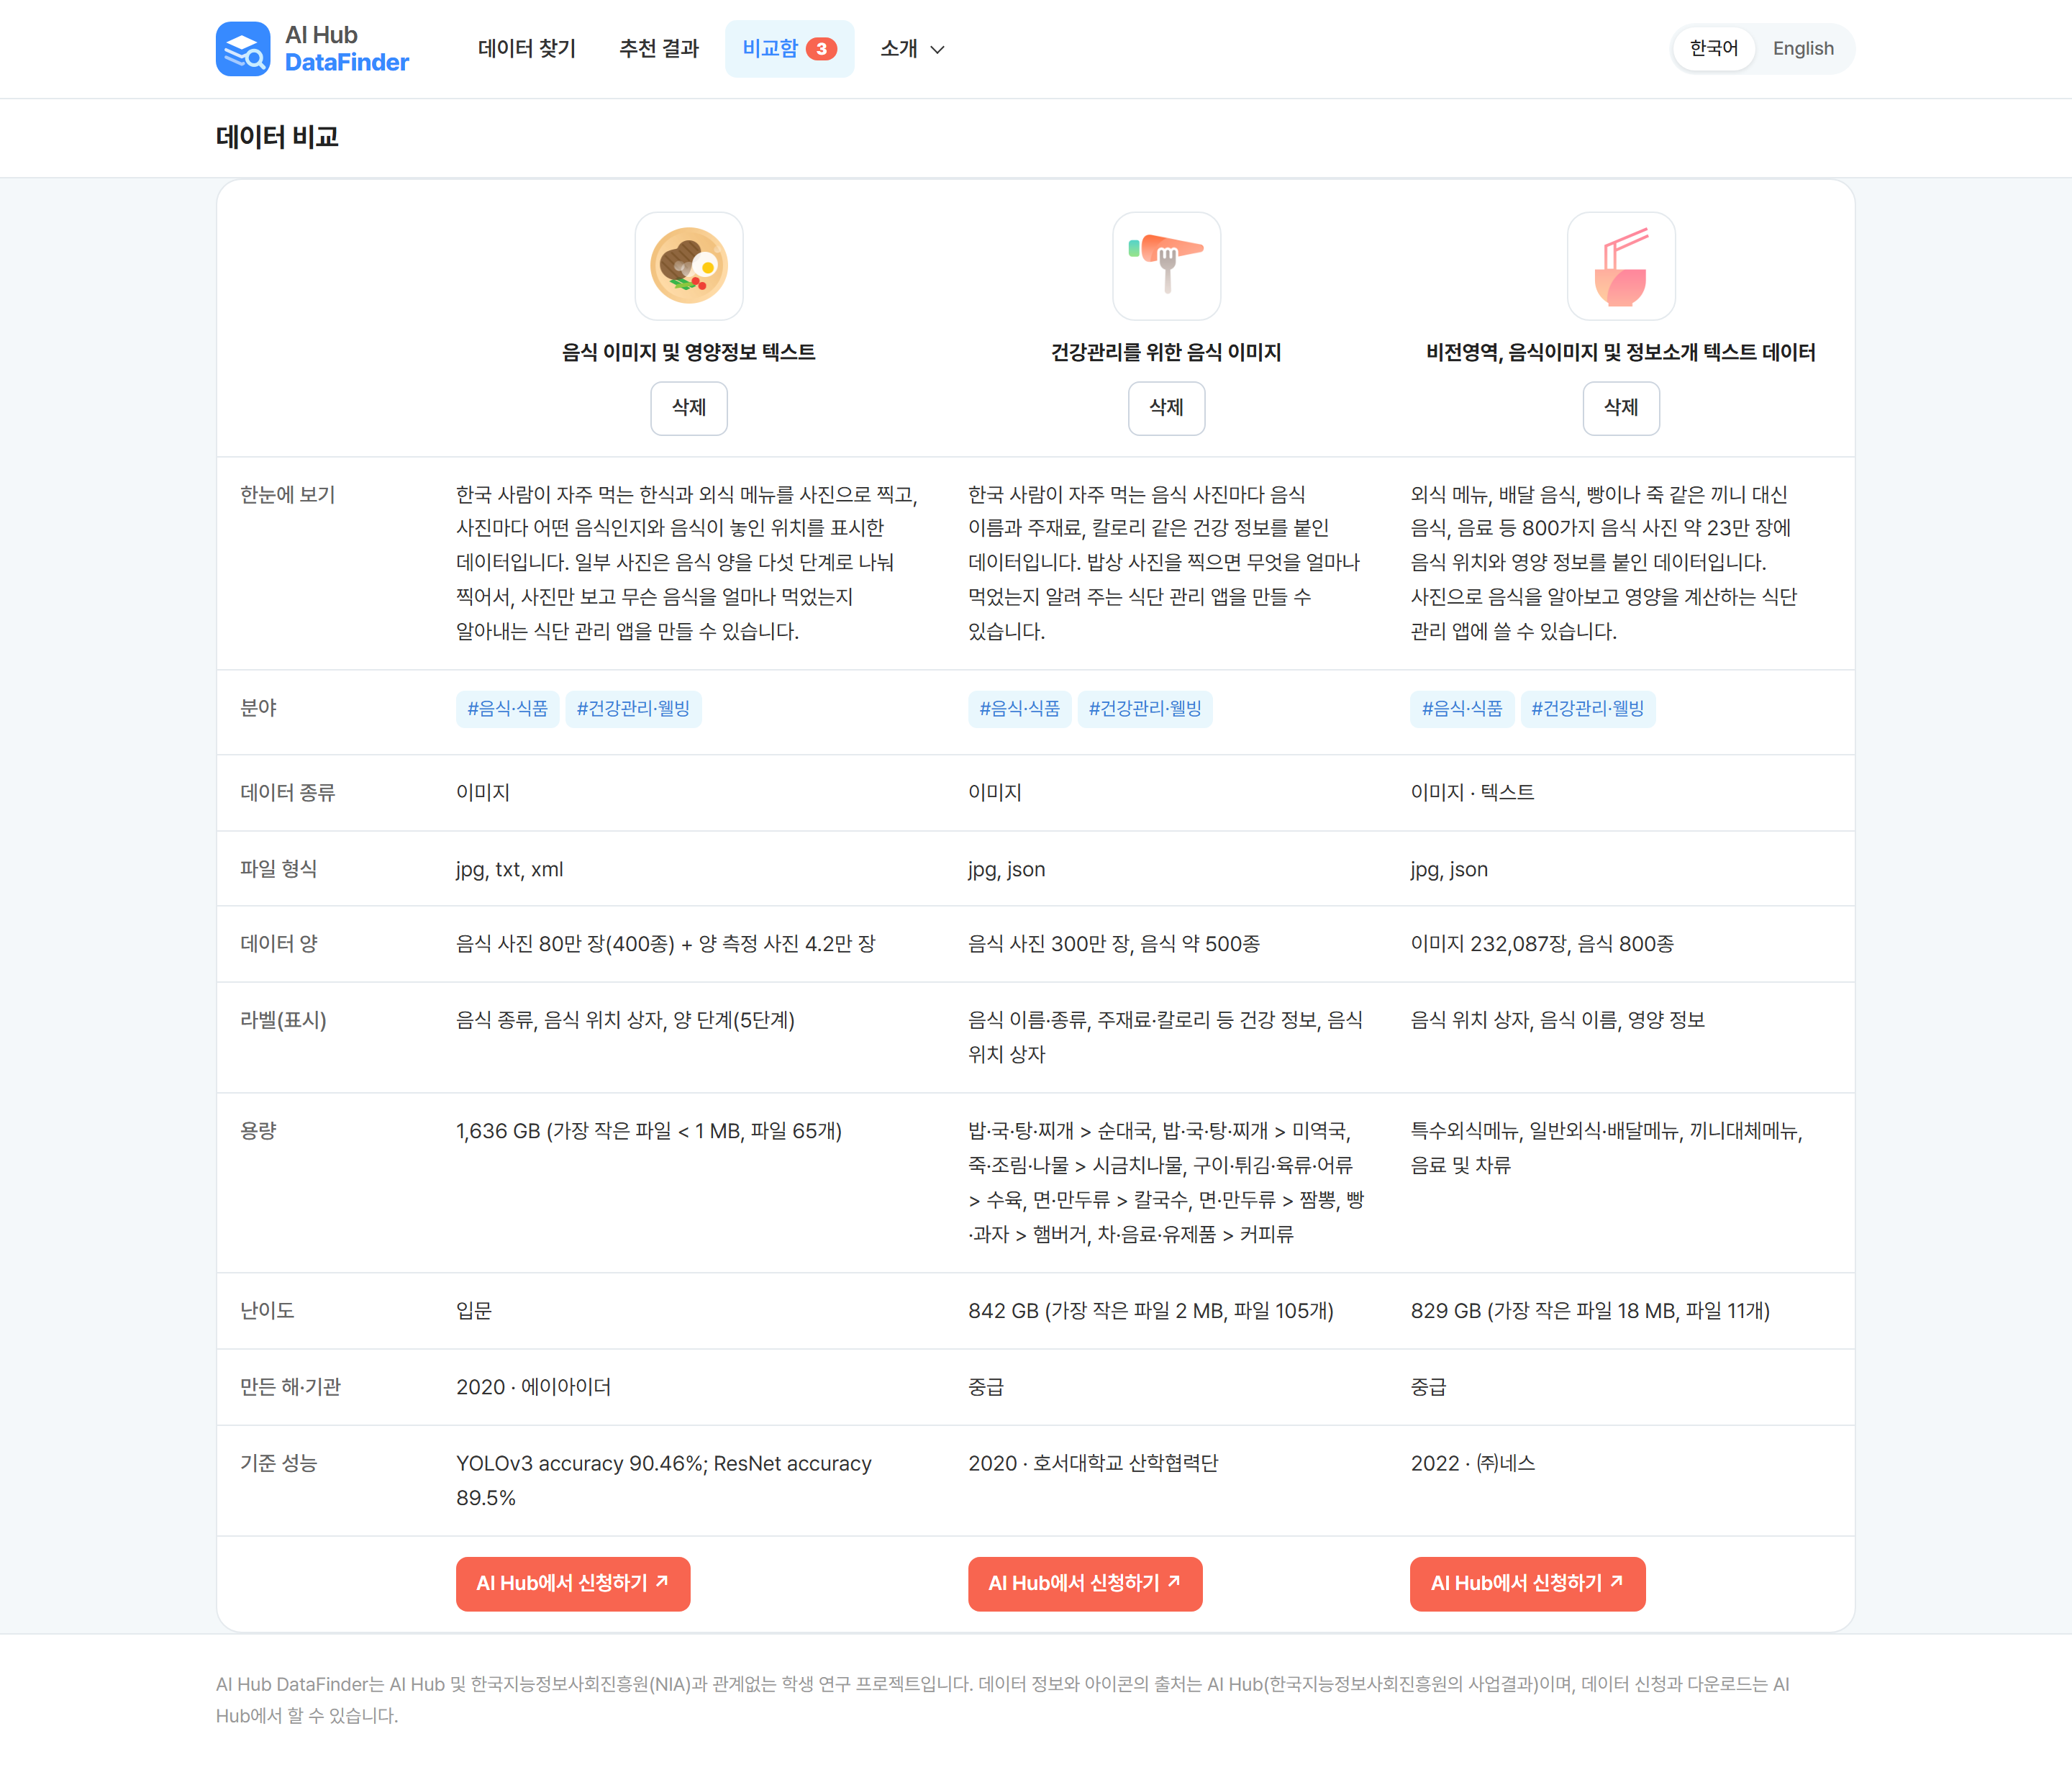 AI Hub
DataFinder
데이터 찾기
추천 결과
비교함 3
소개
한국어
English
데이터 비교
음식 이미지 및 영양정보 텍스트
건강관리를 위한 음식 이미지
비전영역, 음식이미지 및 정보소개 텍스트 데이터
삭제
삭제
삭제
한눈에 보기
한국 사람이 자주 먹는 한식과 외식 메뉴를 사진으로 찍고,
사진마다 어떤 음식인지와 음식이 놓인 위치를 표시한
데이터입니다. 일부 사진은 음식 양을 다섯 단계로 나눠
찍어서, 사진만 보고 무슨 음식을 얼마나 먹었는지
알아내는 식단 관리 앱을 만들 수 있습니다.
한국 사람이 자주 먹는 음식 사진마다 음식
이름과 주재료, 칼로리 같은 건강 정보를 붙인
데이터입니다. 밥상 사진을 찍으면 무엇을 얼마나
먹었는지 알려 주는 식단 관리 앱을 만들 수
있습니다.
외식 메뉴, 배달 음식, 빵이나 죽 같은 끼니 대신
음식, 음료 등 800가지 음식 사진 약 23만 장에
음식 위치와 영양 정보를 붙인 데이터입니다.
사진으로 음식을 알아보고 영양을 계산하는 식단
관리 앱에 쓸 수 있습니다.
분야
#음식·식품 #건강관리·웰빙
#음식·식품 #건강관리·웰빙
#음식·식품 #건강관리·웰빙
데이터 종류
이미지
이미지
이미지 · 텍스트
파일 형식
jpg, txt, xml
jpg, json
jpg, json
데이터 양
음식 사진 80만 장(400종) + 양 측정 사진 4.2만 장
음식 사진 300만 장, 음식 약 500종
이미지 232,087장, 음식 800종
라벨(표시)
음식 종류, 음식 위치 상자, 양 단계(5단계)
음식 이름·종류, 주재료·칼로리 등 건강 정보, 음식
위치 상자
음식 위치 상자, 음식 이름, 영양 정보
용량
1,636 GB (가장 작은 파일 < 1 MB, 파일 65개)
밥·국·탕·찌개 > 순대국, 밥·국·탕·찌개 > 미역국,
죽·조림·나물 > 시금치나물, 구이·튀김·육류·어류
> 수육, 면·만두류 > 칼국수, 면·만두류 > 짬뽕, 빵
·과자 > 햄버거, 차·음료·유제품 > 커피류
특수외식메뉴, 일반외식·배달메뉴, 끼니대체메뉴,
음료 및 차류
난이도
입문
842 GB (가장 작은 파일 2 MB, 파일 105개)
829 GB (가장 작은 파일 18 MB, 파일 11개)
만든 해·기관
2020 · 에이아이더
중급
중급
기준 성능
YOLOv3 accuracy 90.46%; ResNet accuracy
89.5%
2020 · 호서대학교 산학협력단
2022 · ㈜네스
AI Hub에서 신청하기 ↗
AI Hub에서 신청하기 ↗
AI Hub에서 신청하기 ↗
AI Hub DataFinder는 AI Hub 및 한국지능정보사회진흥원(NIA)과 관계없는 학생 연구 프로젝트입니다. 데이터 정보와 아이콘의 출처는 AI Hub(한국지능정보사회진흥원의 사업결과)이며, 데이터 신청과 다운로드는 AI
Hub에서 할 수 있습니다.